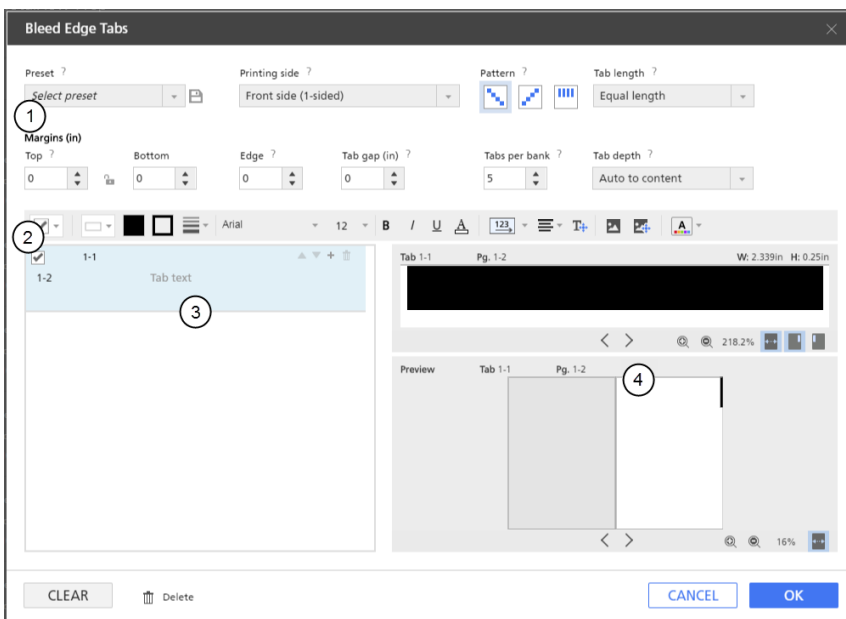 Bleed Edge Tabs
Preset ? Printing side ? Pattern ? Tab length ?
Select preset Front side (1-sided) Equal length
1
Margins (in)
Top ? Bottom Edge ? Tab gap (in) ? Tabs per bank ? Tab depth ?
0 0 0 0 5 Auto to content
2 Arial 12 B I U A 123 T A
1-1 Tab 1-1 Pg. 1-2 W: 2.339in H: 0.25in
1-2 Tab text
3
218.2%
Preview Tab 1-1 Pg. 1-2
4
16%
CLEAR Delete CANCEL OK